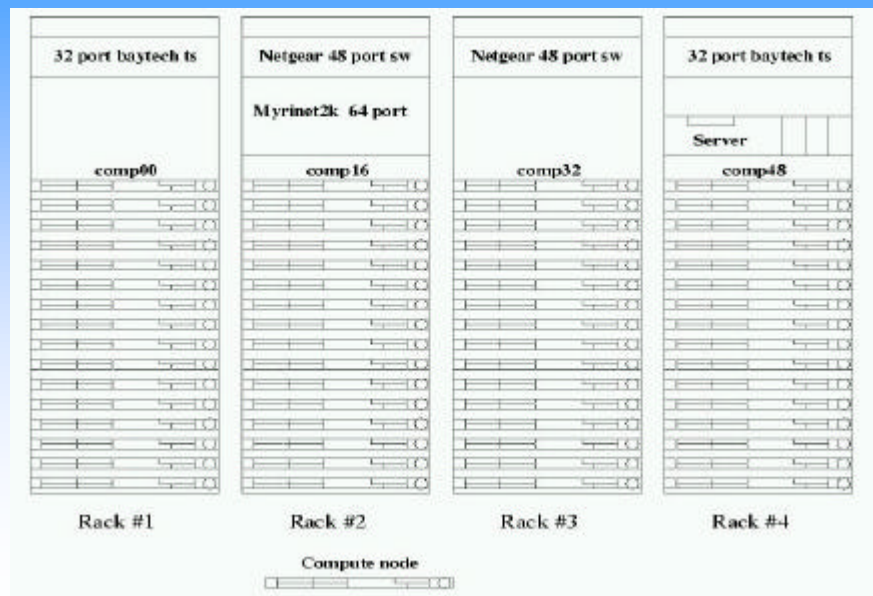 32 port baytech ts
Netgear 48 port sw
Netgear 48 port sw
32 port baytech ts
Myrinet2k 64 port
Server
comp00
comp16
comp32
comp48
Rack #1
Rack #2
Rack #3
Rack #4
Compute node